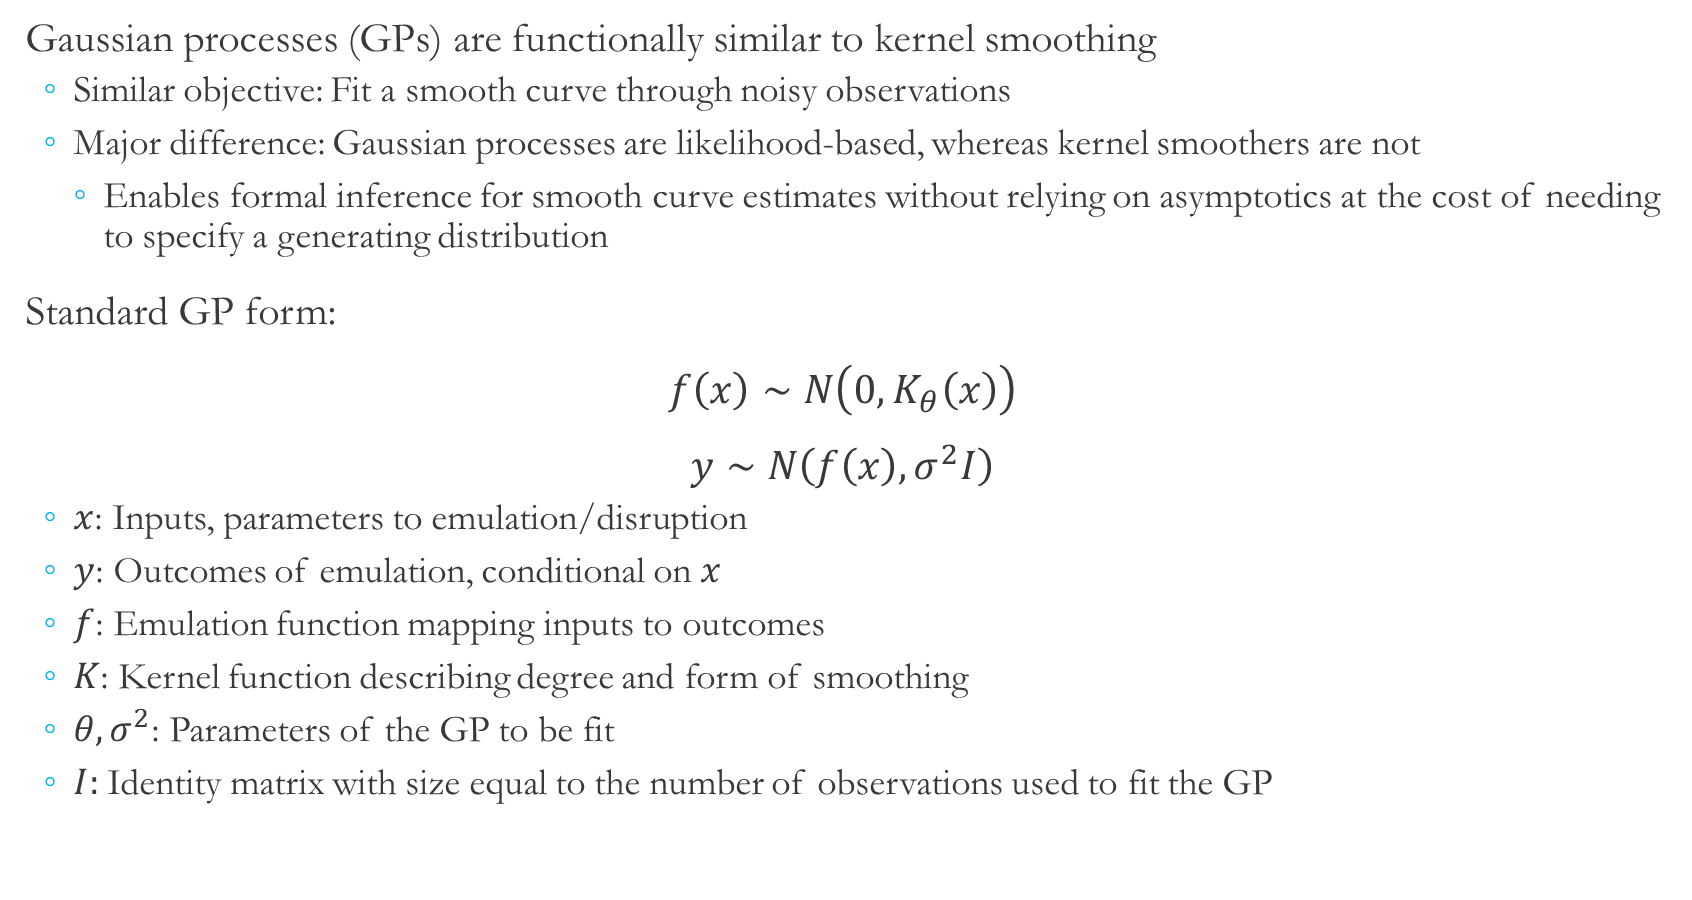 Gaussian processes (GPs) are functionally similar to kernel smoothing
◦ Similar objective: Fit a smooth curve through noisy observations
◦ Major difference: Gaussian processes are likelihood-based, whereas kernel smoothers are not
◦ Enables formal inference for smooth curve estimates without relying on asymptotics at the cost of needing
to specify a generating distribution
Standard GP form:
f(x) ~ N(0, K_θ(x))
y ~ N(f(x), σ²I)
◦ x: Inputs, parameters to emulation/disruption
◦ y: Outcomes of emulation, conditional on x
◦ f: Emulation function mapping inputs to outcomes
◦ K: Kernel function describing degree and form of smoothing
◦ θ, σ²: Parameters of the GP to be fit
◦ I: Identity matrix with size equal to the number of observations used to fit the GP